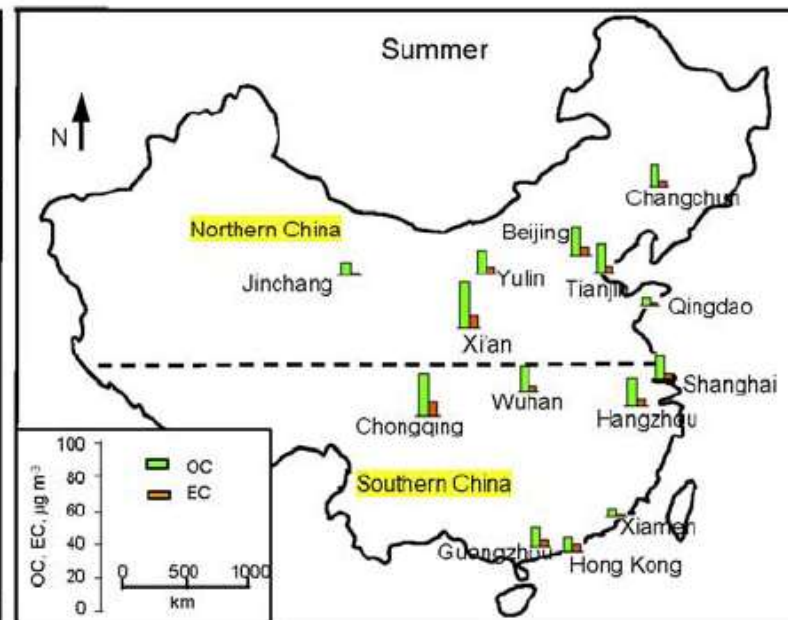 Summer
N
Changchun
Northern China
Beijing
Jinchang
Yulin
Tianjin
Qingdao
Xi'an
Shanghai
Wuhan
Hangzhou
Chongqing
Southern China
Xiamen
Guangzhou
Hong Kong
OC, EC, μg m-3
100
80
60
40
20
0
OC
EC
0 500 1000
km